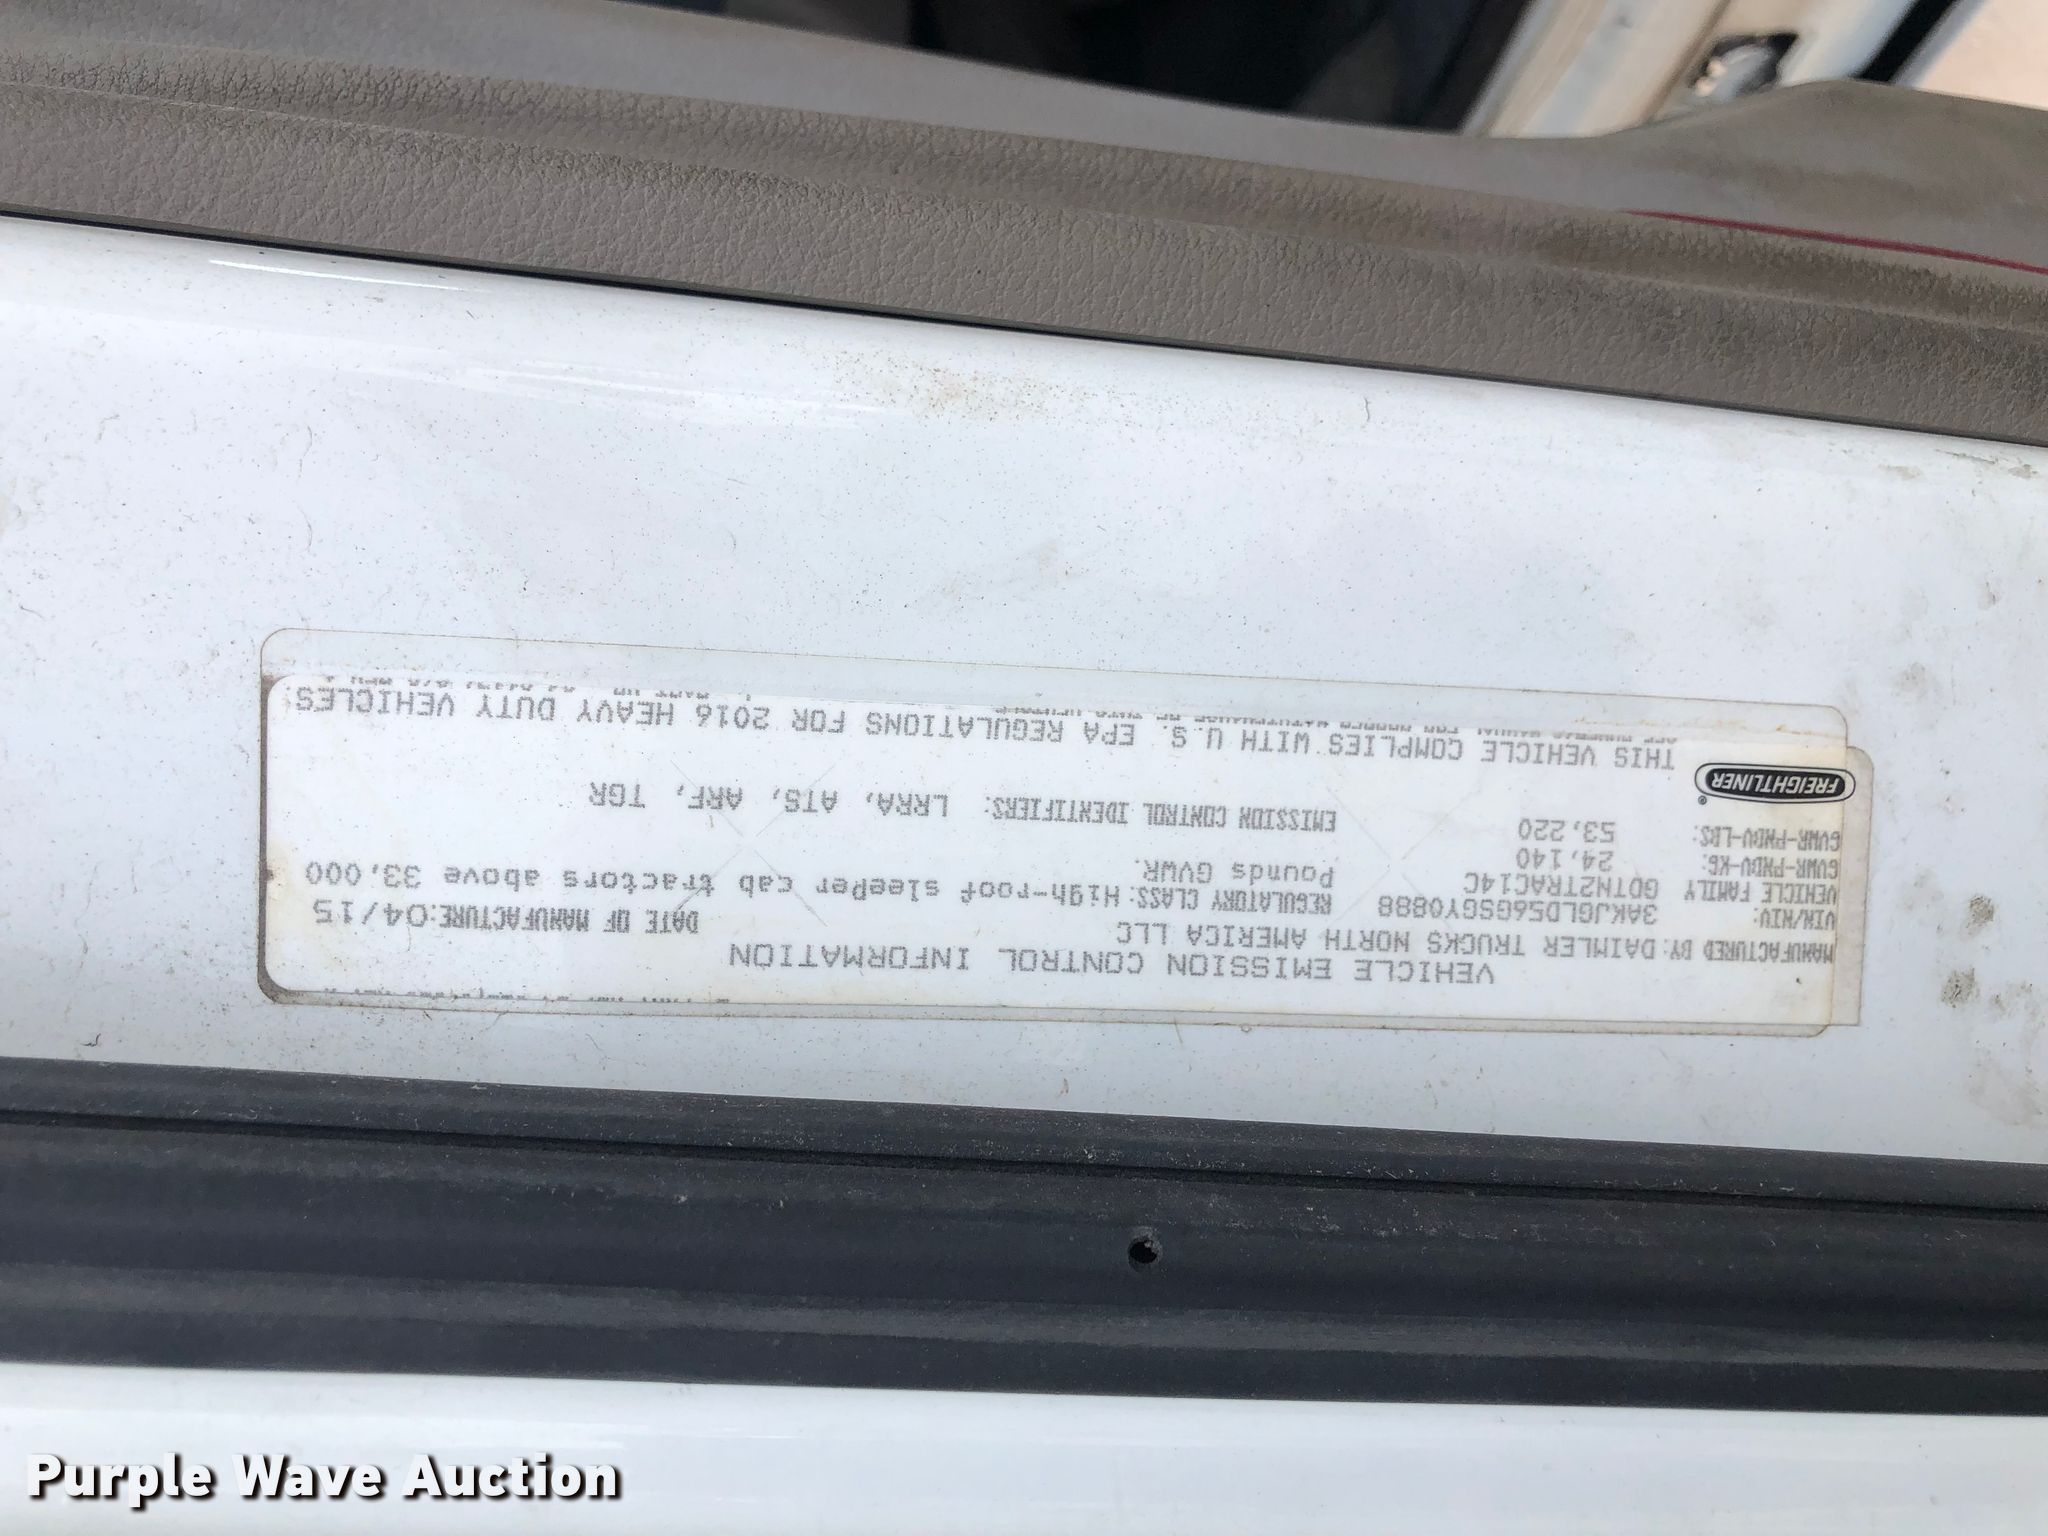 VEHICLE EMISSION CONTROL INFORMATION
MANUFACTURED BY: DAIMLER TRUCKS NORTH AMERICA LLC
DATE OF MANUFACTURE: 04/15
VIN/NIV: 3AKJGLD56GSGY0888
VEHICLE FAMILY GDTN2TRAC14C
REGULATORY CLASS: High-roof sleeper cab tractors above 33,000
Pounds GVWR.
GVWR-PNDV-KG: 24,140
GVWR-PNDV-LBS: 53,220
EMISSION CONTROL IDENTIFIERS: LRRA, ATS, ARF, TGR
FREIGHTLINER®
THIS VEHICLE COMPLIES WITH U.S. EPA REGULATIONS FOR 2016 HEAVY DUTY VEHICLES.
Purple Wave Auction